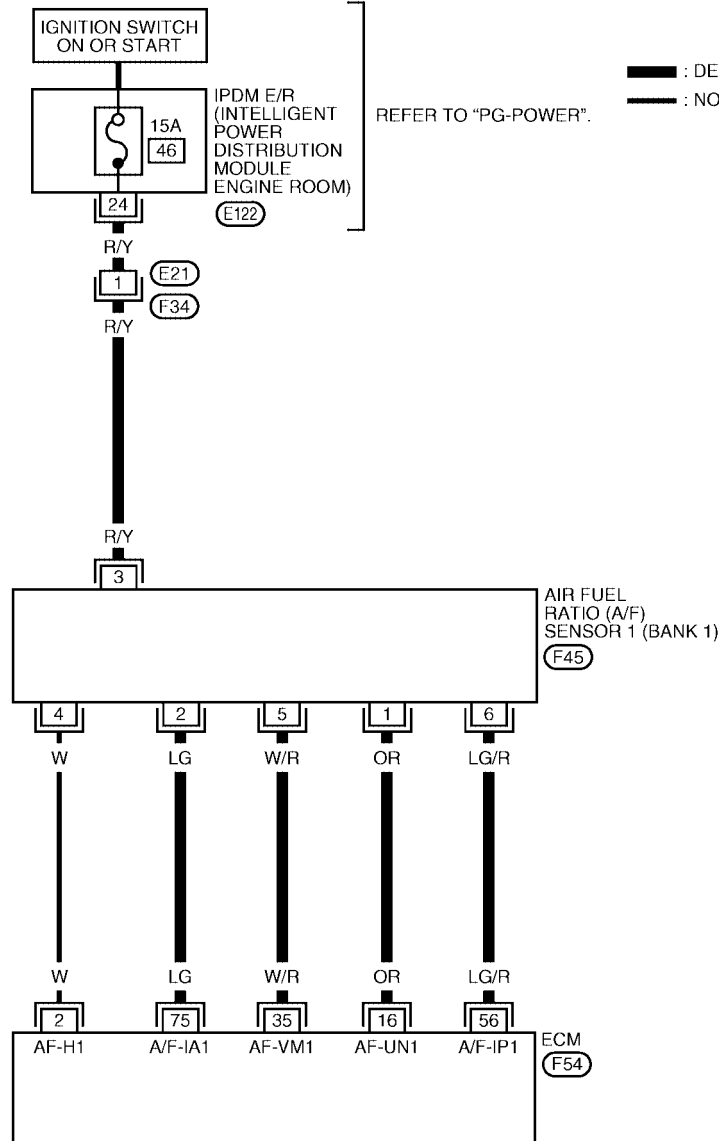 IGNITION SWITCH
ON OR START
15A
46
IPDM E/R
(INTELLIGENT
POWER
DISTRIBUTION
MODULE
ENGINE ROOM)
REFER TO “PG-POWER”.
: DE
: NO
24
E122
R/Y
1
E21
F34
R/Y
R/Y
3
AIR FUEL
RATIO (A/F)
SENSOR 1 (BANK 1)
F45
4 2 5 1 6
W LG W/R OR LG/R
W LG W/R OR LG/R
2 75 35 16 56
AF-H1 A/F-IA1 AF-VM1 AF-UN1 A/F-IP1
ECM
F54